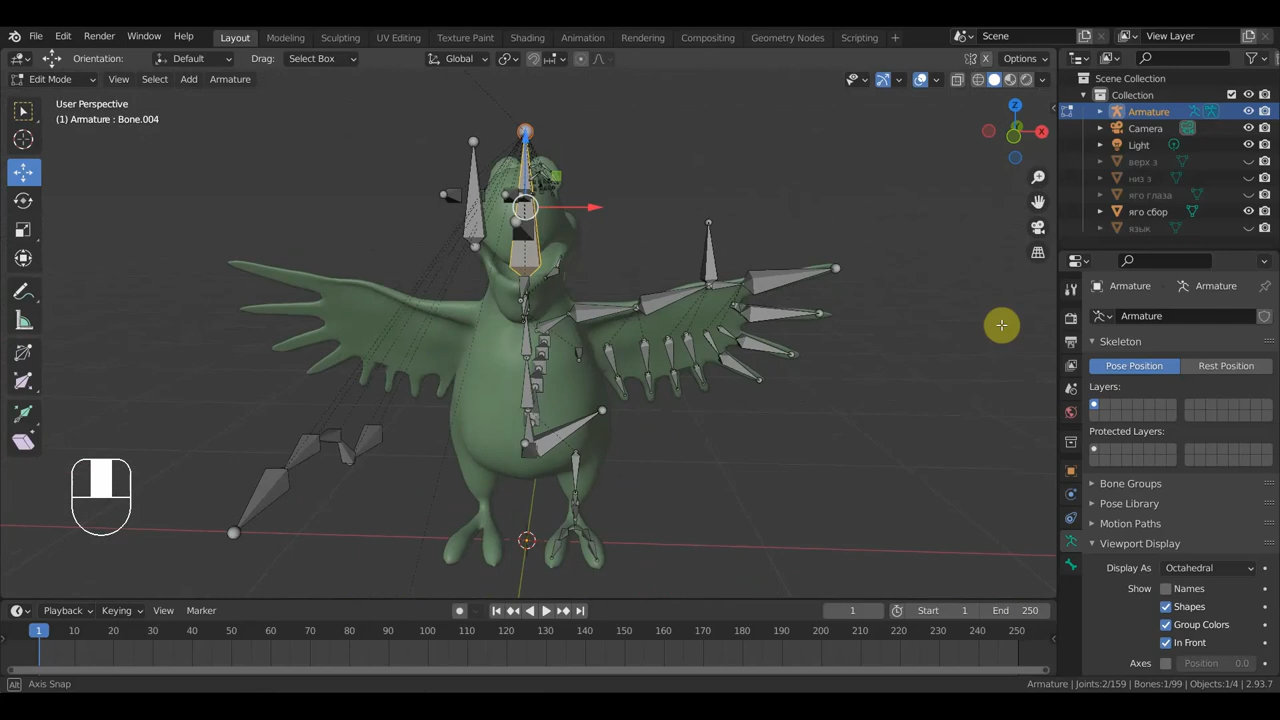 File Edit Render Window Help Layout Modeling Sculpting UV Editing Texture Paint Shading Animation Rendering Compositing Geometry Nodes Scripting + Scene View Layer
Orientation: Default Drag: Select Box Global Options
Edit Mode View Select Add Armature
User Perspective
(1) Armature : Bone.004
Z
X
Scene Collection
Collection
Armature
Camera
Light
верх з
низ з
яго глаза
яго сбор
язык
Armature Armature
Armature
Skeleton
Pose Position Rest Position
Layers:
Protected Layers:
Bone Groups
Pose Library
Motion Paths
Viewport Display
Display As Octahedral
Show Names
Shapes
Group Colors
In Front
Axes Position 0.0
Playback Keying View Marker 1 Start 1 End 250
1 10 20 30 40 50 60 70 80 90 100 110 120 130 140 150 160 170 180 190 200 210 220 230 240 250
Alt Axis Snap Armature | Joints:2/159 | Bones:1/99 | Objects:1/4 | 2.93.7